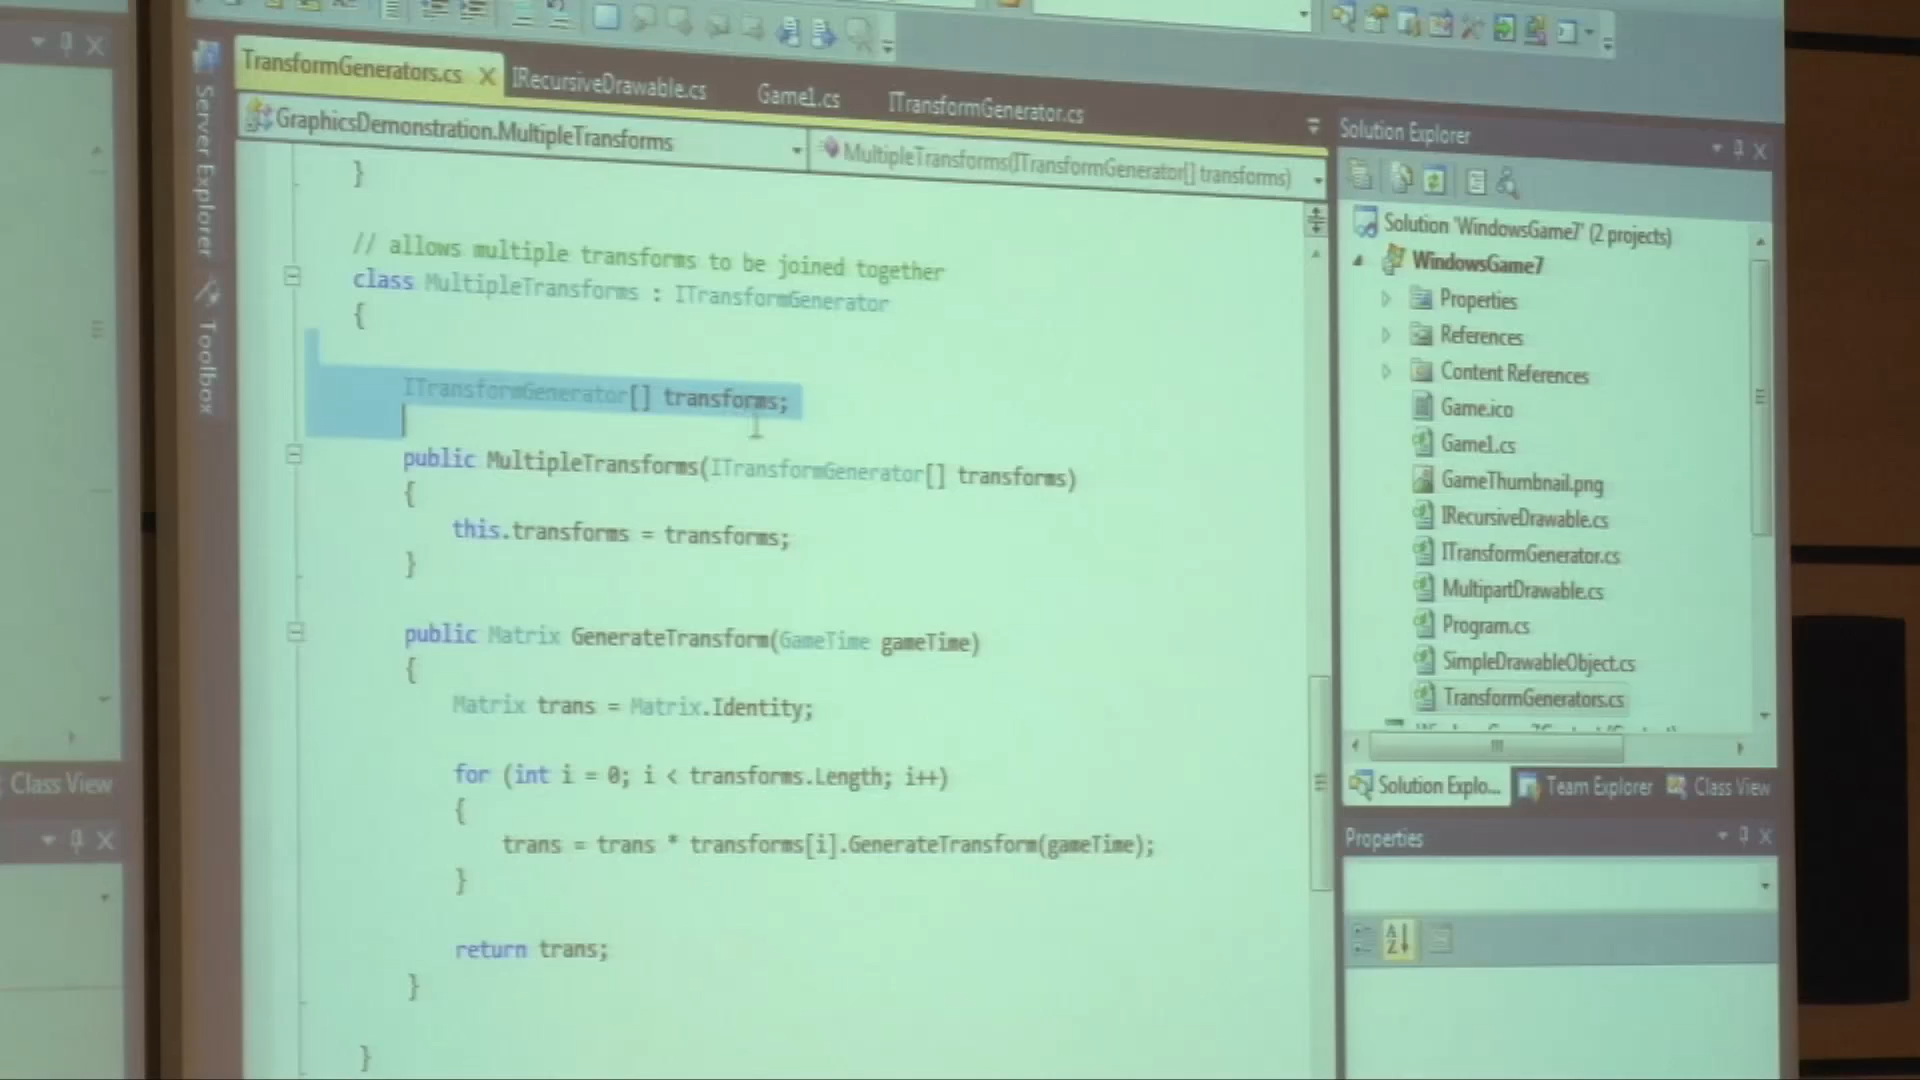 TransformGenerators.cs
IRecursiveDrawable.cs
Game1.cs
ITransformGenerator.cs
GraphicsDemonstration.MultipleTransforms
MultipleTransforms(ITransformGenerator[] transforms)
Server Explorer
Toolbox
}
// allows multiple transforms to be joined together
class MultipleTransforms : ITransformGenerator
{
ITransformGenerator[] transforms;
public MultipleTransforms(ITransformGenerator[] transforms)
{
this.transforms = transforms;
}
public Matrix GenerateTransform(GameTime gameTime)
{
Matrix trans = Matrix.Identity;
for (int i = 0; i < transforms.Length; i++)
{
trans = trans * transforms[i].GenerateTransform(gameTime);
}
return trans;
}
}
Class View
Solution Explorer
Solution 'WindowsGame7' (2 projects)
WindowsGame7
Properties
References
Content References
Game.ico
Game1.cs
GameThumbnail.png
IRecursiveDrawable.cs
ITransformGenerator.cs
MultipartDrawable.cs
Program.cs
SimpleDrawableObject.cs
TransformGenerators.cs
Solution Explo...
Team Explorer
Class View
Properties